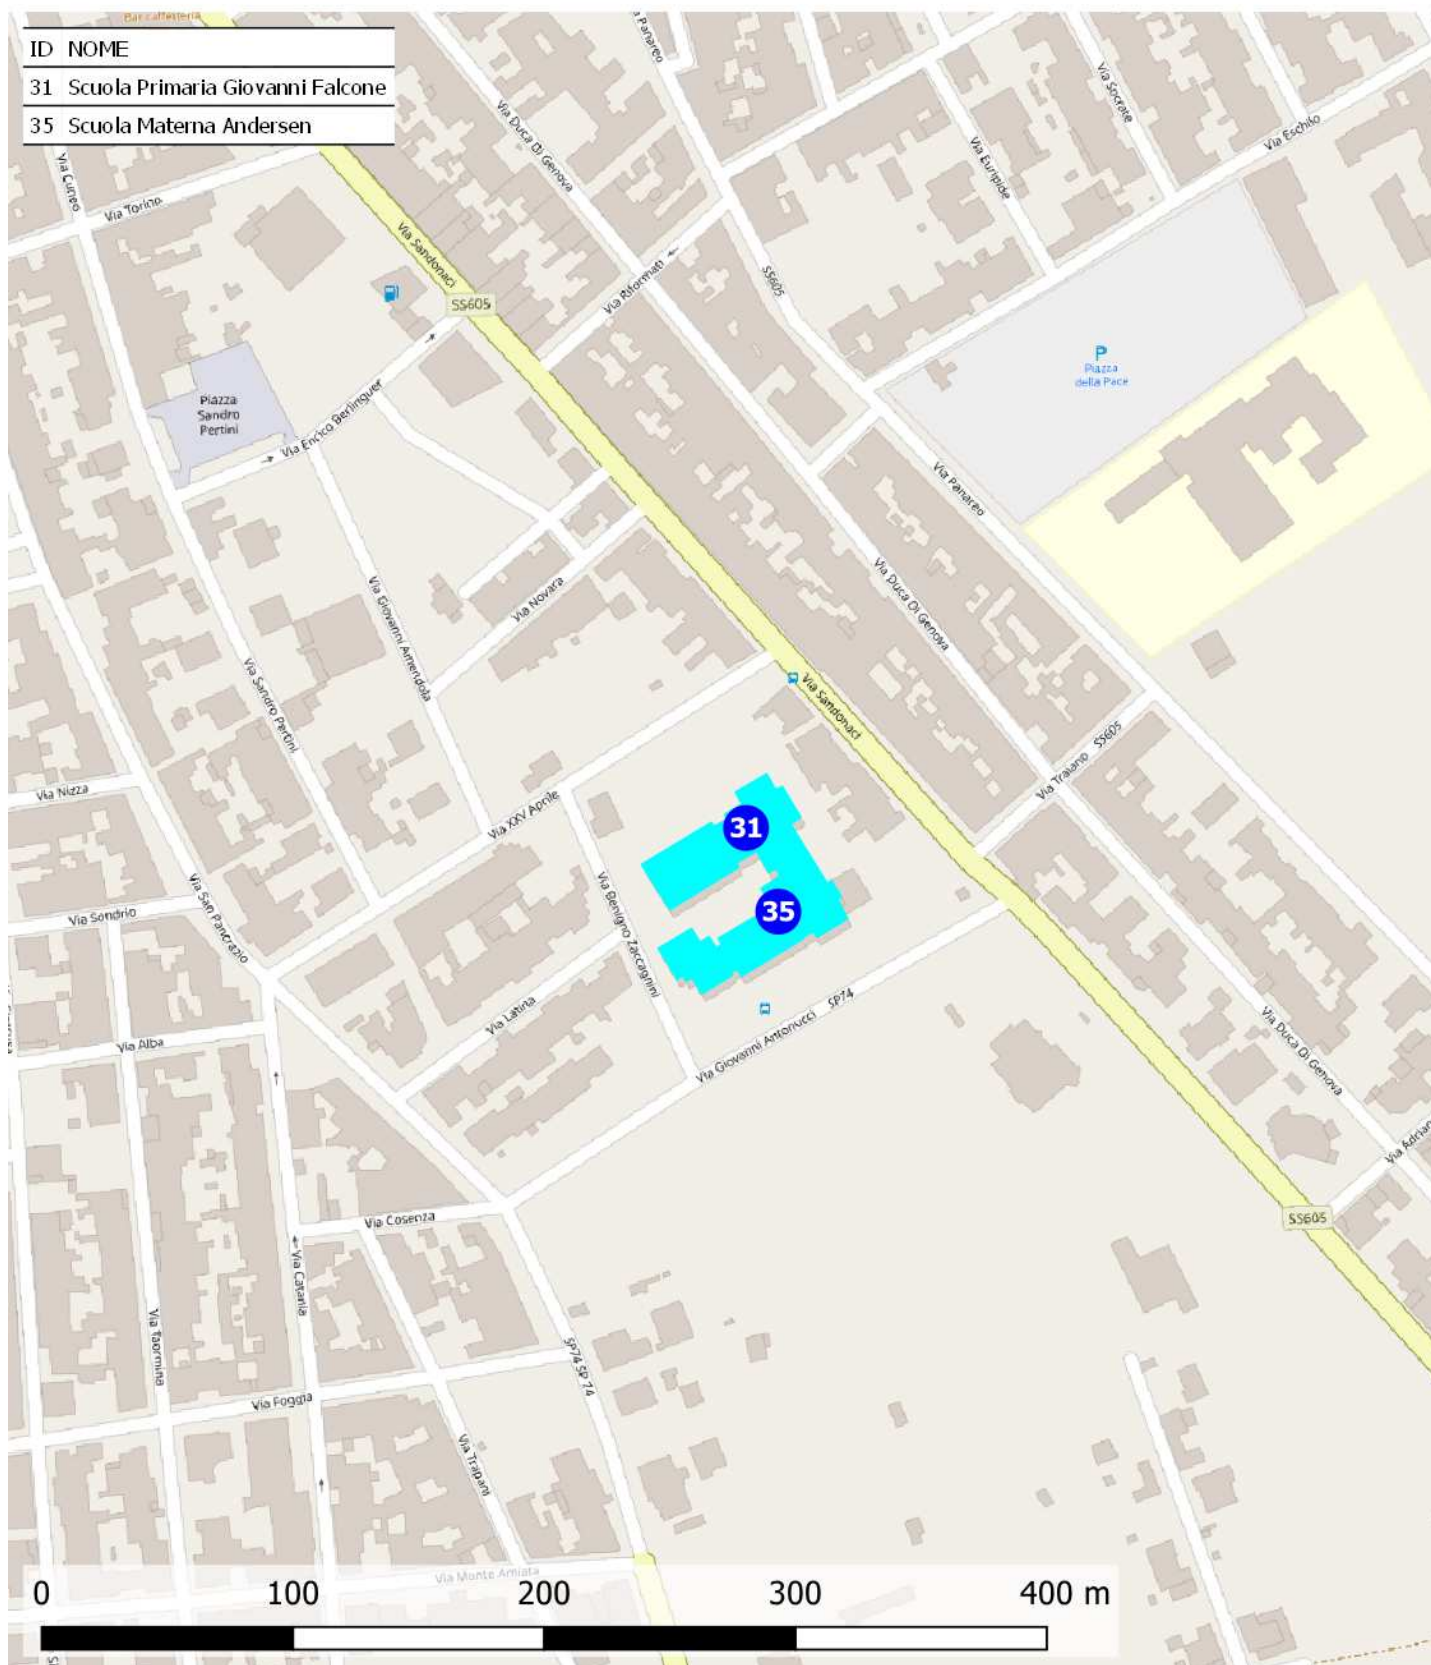 Bar caffetteria
ID NOME
31 Scuola Primaria Giovanni Falcone
35 Scuola Materna Andersen
a Panareo
Via Duca Di Genova
Via Socrate
Via Eschilo
Via Euripide
Via Cuneo
Via Torino
Via Sandonaci
SS605
Via Riformati
SS605
P
Piazza
della Pace
Piazza
Sandro
Pertini
Via Enrico Berlinguer
Via Panareo
Via Novara
Via Duca Di Genova
Via Giovanni Amendola
Via Sandro Pertini
Via Sandonaci
Via Traiano
SS605
Via Nizza
Via XXV Aprile
31
Via San Pancrazio
Via Benigno Zaccagnini
35
Via Sondrio
Via Latina
Via Giovanni Antonucci
SP74
Via Alba
Via Duca Di Genova
Via Adrian
Via Cosenza
SS605
Via Catania
Via Taormina
SP74 SP 74
Via Foggia
Via Trapani
Via Monte Amiata
0 100 200 300 400 m